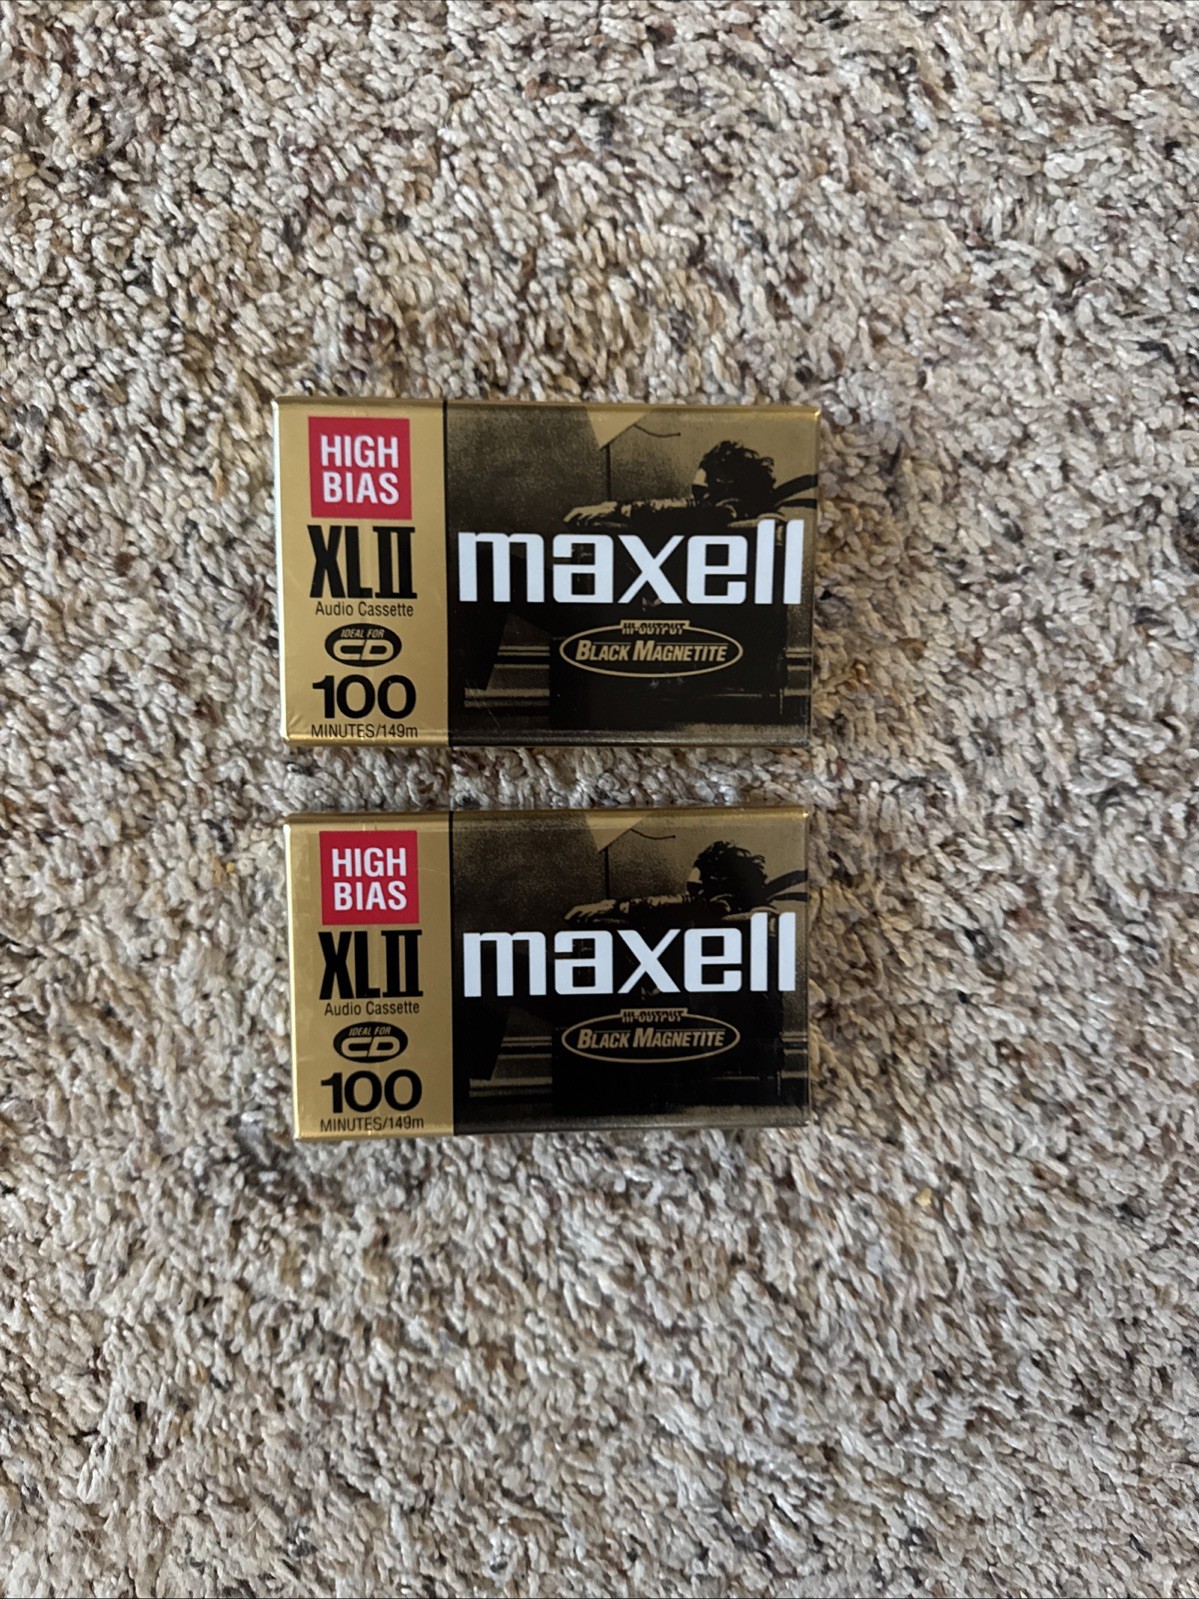 HIGH
BIAS
XLII
Audio Cassette
IDEAL FOR
CD
100
MINUTES/149m
maxell
HI-OUTPUT
BLACK MAGNETITE
HIGH
BIAS
XLII
Audio Cassette
IDEAL FOR
CD
100
MINUTES/149m
maxell
HI-OUTPUT
BLACK MAGNETITE